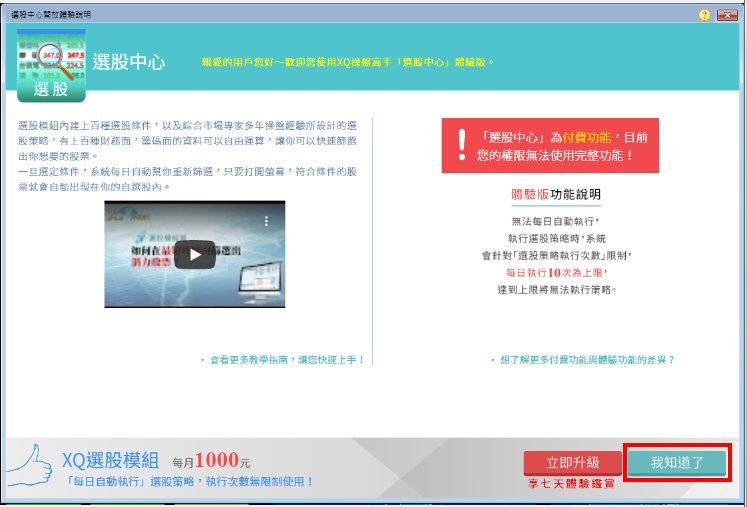 選股中心開放體驗說明
選股
選股中心
親愛的用戶您好～歡迎您使用XQ操盤高手「選股中心」體驗版。
選股模組內建上百種選股條件，以及綜合市場專家多年操盤經驗所設計的選
股策略，有上百種財務面，籌碼面的資料可以自由運算，讓你可以快速篩選
出你想要的股票。
一旦選定條件，系統每日自動幫你重新篩選，只要打開螢幕，符合條件的股
票就會自動出現在你的自選股內。
如何在最
選出
潛力股票
• 查看更多教學指南，讓您快速上手！
「選股中心」為付費功能，目前
您的權限無法使用完整功能！
體驗版功能說明
無法每日自動執行，
執行選股策略時，系統
會針對「選股策略執行次數」限制，
每日執行10次為上限，
達到上限將無法執行策略。
• 想了解更多付費功能與體驗功能的差異？
XQ選股模組 每月1000元
「每日自動執行」選股策略，執行次數無限制使用！
立即升級
享七天體驗鑑賞
我知道了